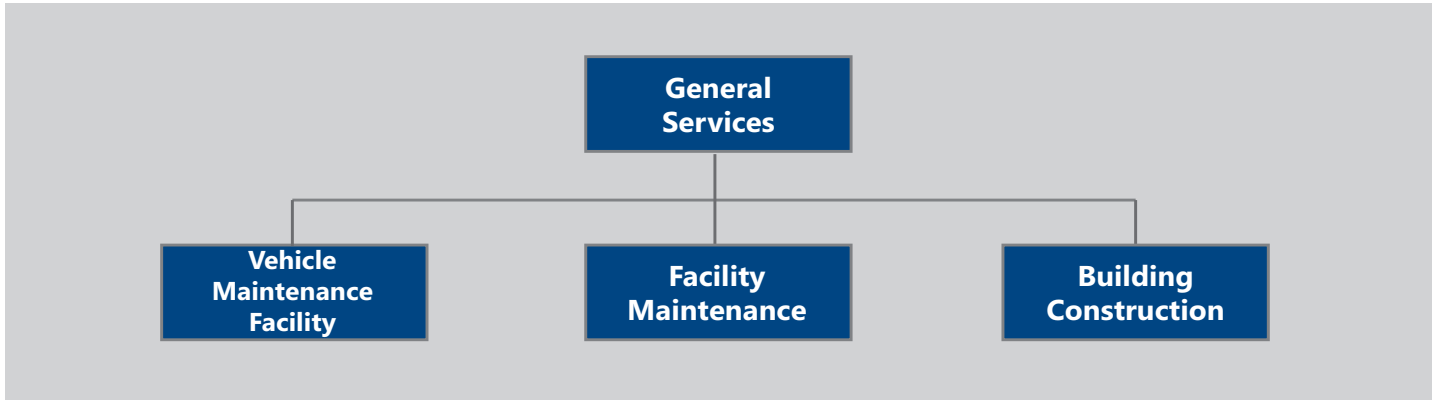 General
Services
Vehicle
Maintenance
Facility
Facility
Maintenance
Building
Construction